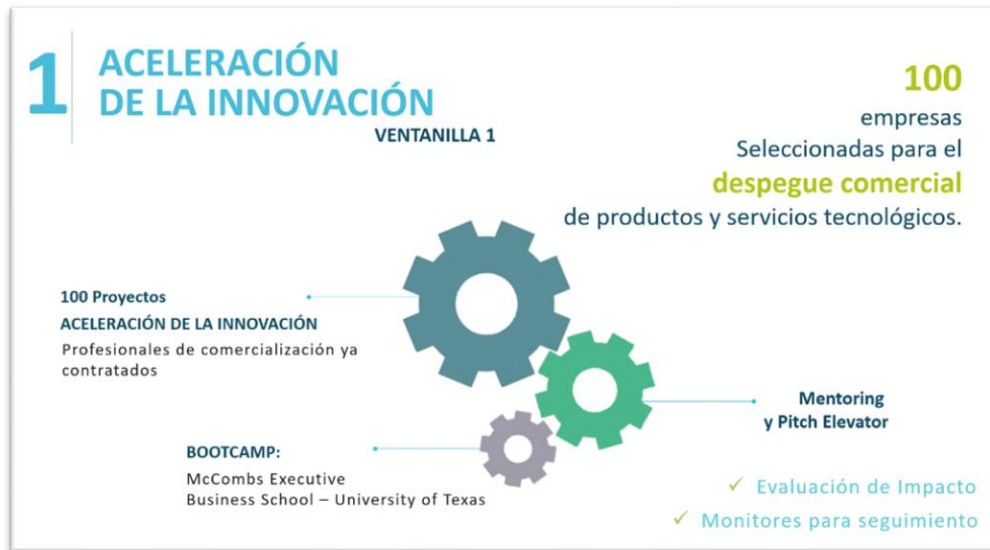 1
ACELERACIÓN
DE LA INNOVACIÓN
VENTANILLA 1
100
empresas
Seleccionadas para el
despegue comercial
de productos y servicios tecnológicos.
100 Proyectos
ACELERACIÓN DE LA INNOVACIÓN
Profesionales de comercialización ya
contratados
Mentoring
y Pitch Elevator
BOOTCAMP:
McCombs Executive
Business School – University of Texas
✓ Evaluación de Impacto
✓ Monitores para seguimiento